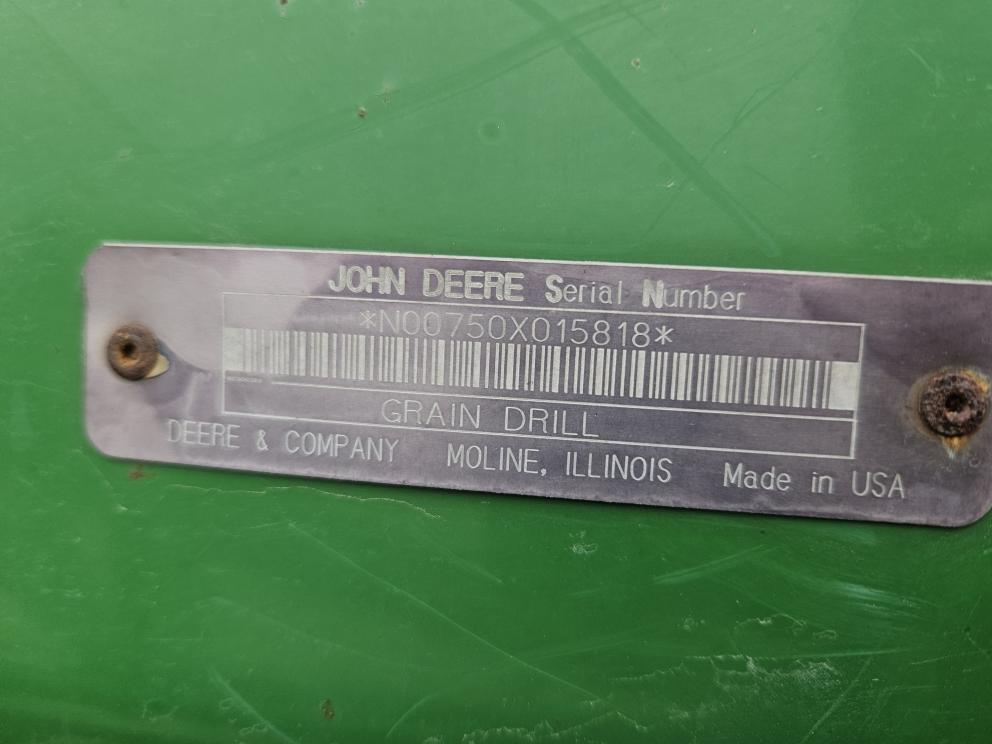 JOHN DEERE Serial Number
*N00750X015818*
GRAIN DRILL
DEERE & COMPANY MOLINE, ILLINOIS Made in USA